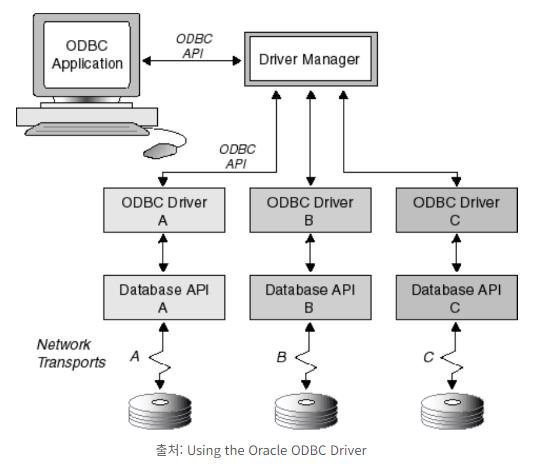 ODBC
Application
ODBC
API
Driver Manager
ODBC
API
ODBC Driver
A
ODBC Driver
B
ODBC Driver
C
Database API
A
Database API
B
Database API
C
Network
Transports
A
B
C
출처: Using the Oracle ODBC Driver